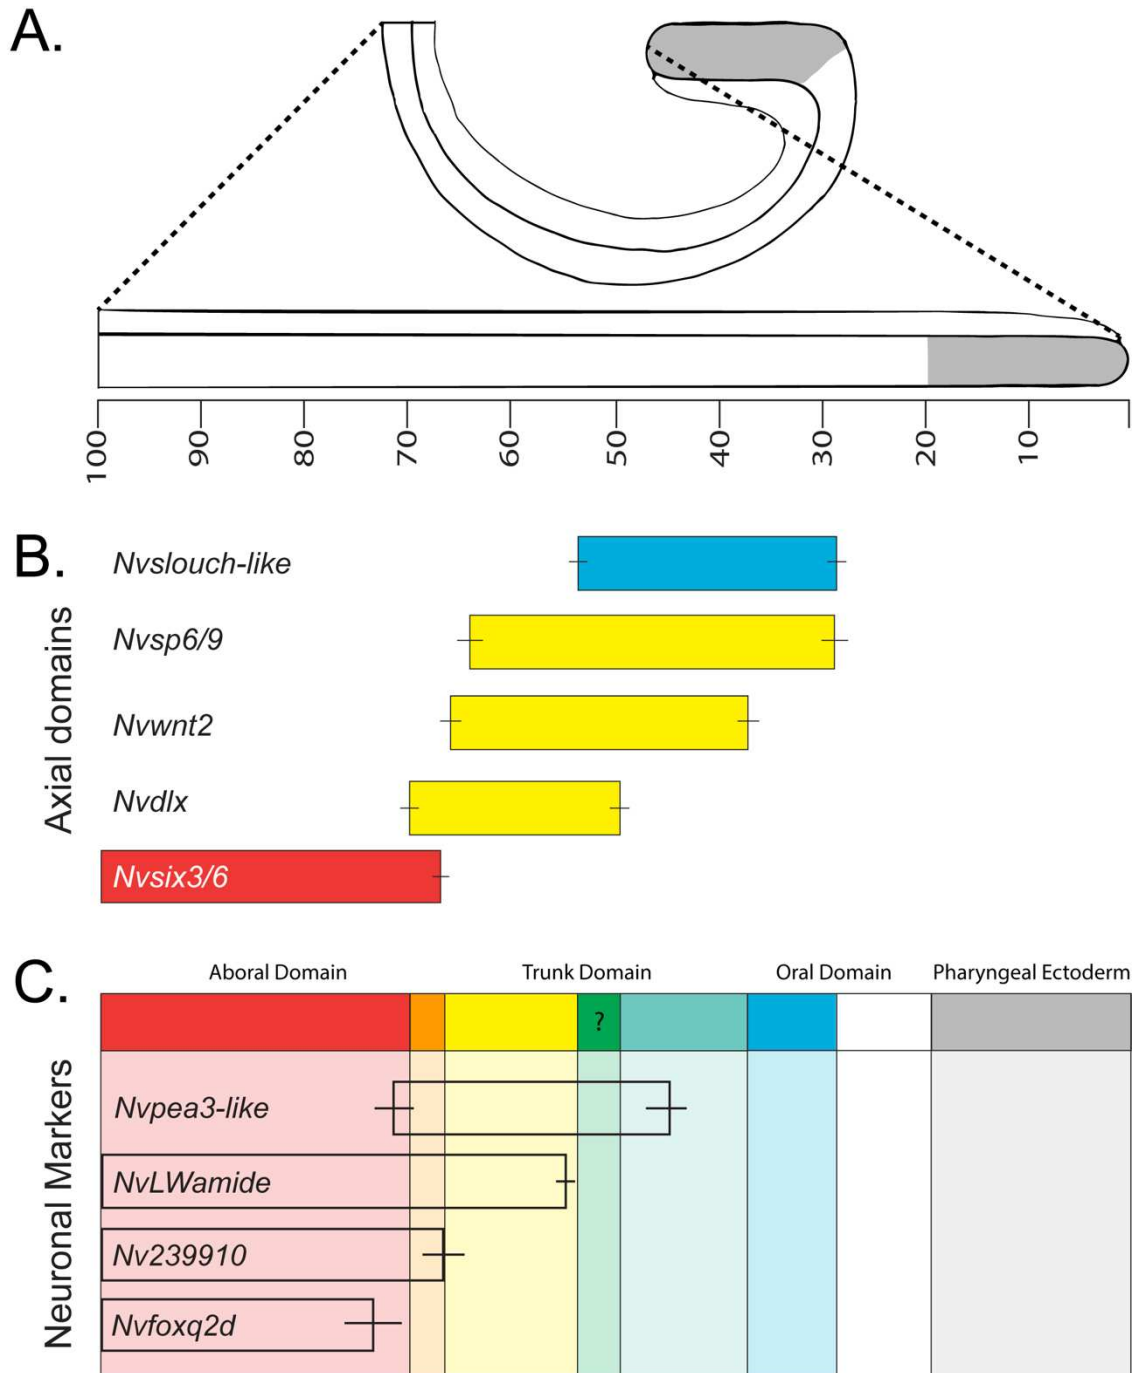 A.
100 90 80 70 60 50 40 30 20 10
B.
Axial domains
Nvslouch-like
Nvsp6/9
Nvwnt2
Nvdlx
Nvsix3/6
C.
Aboral Domain Trunk Domain Oral Domain Pharyngeal Ectoderm
?
Neuronal Markers
Nvpea3-like
NvLWamide
Nv239910
Nvfoxq2d